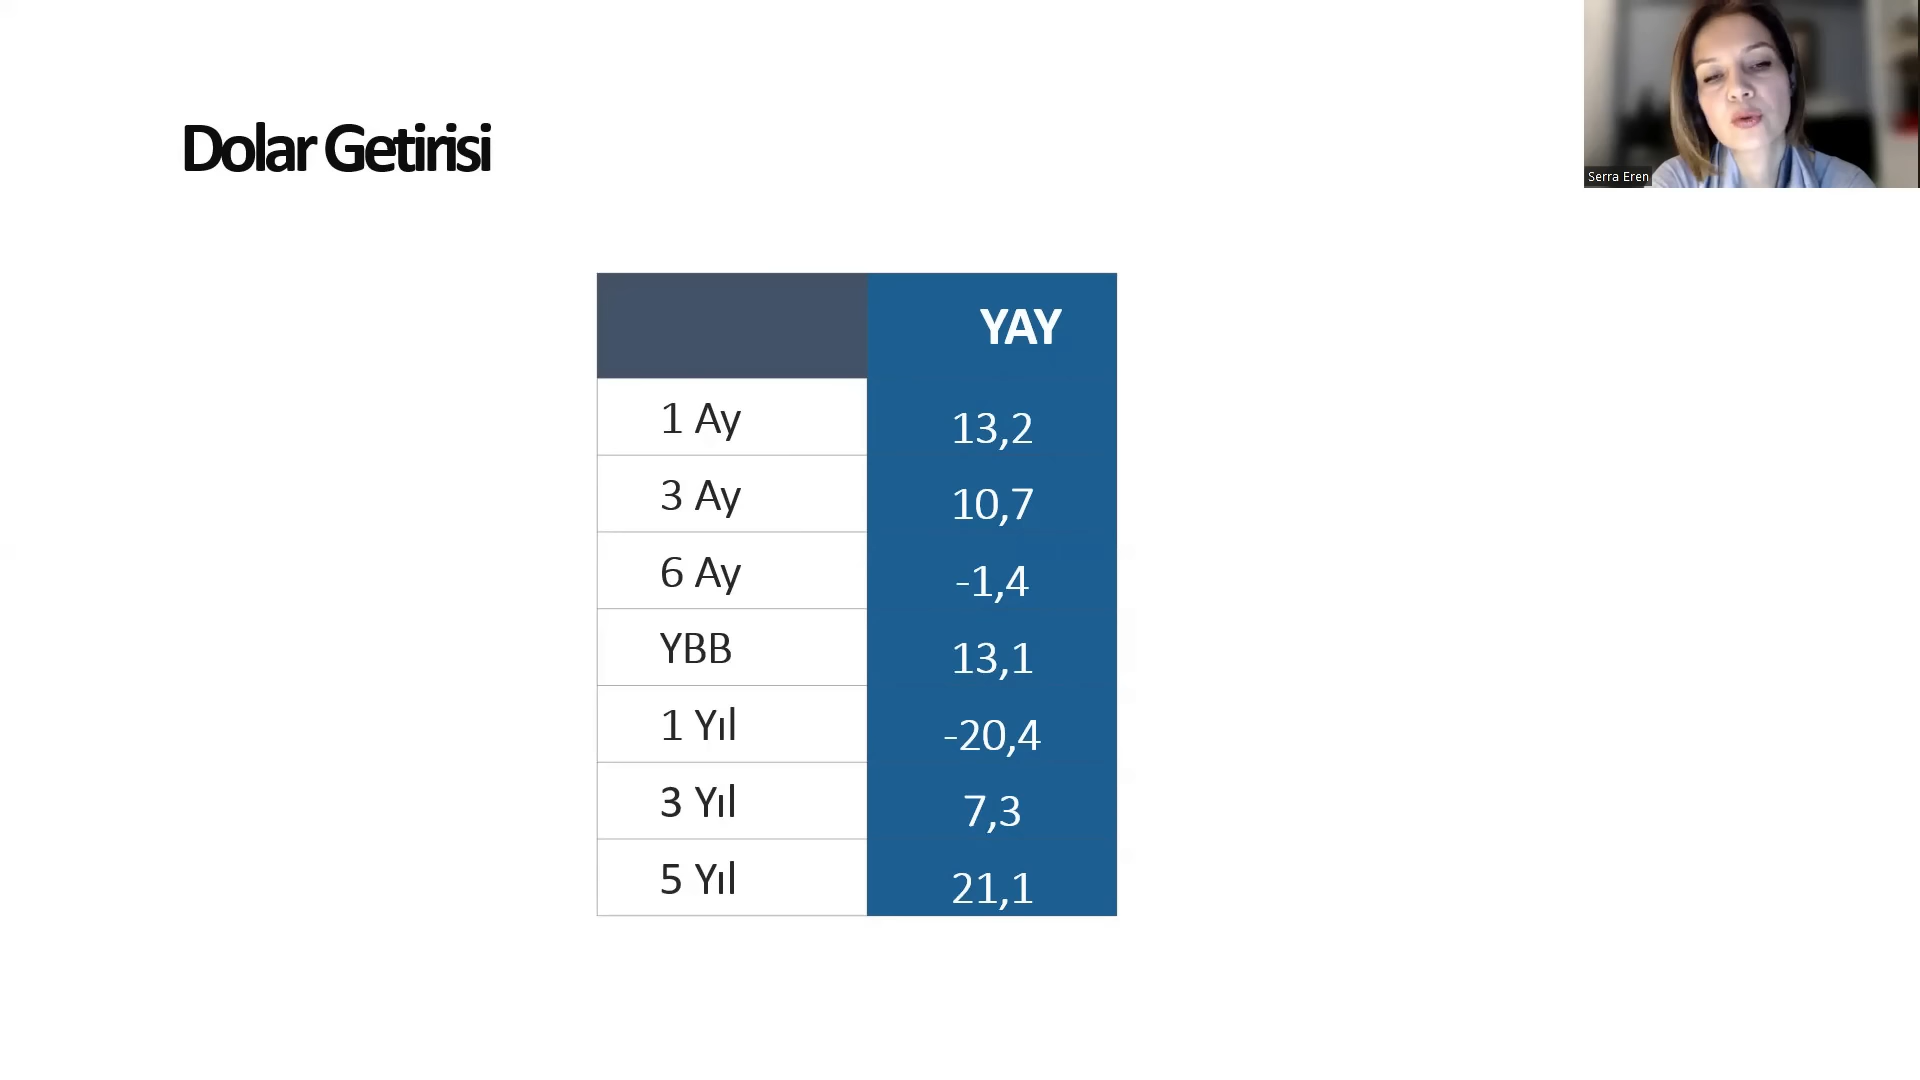 Dolar Getirisi
Serra Eren
YAY
1 Ay 13,2
3 Ay 10,7
6 Ay -1,4
YBB 13,1
1 Yıl -20,4
3 Yıl 7,3
5 Yıl 21,1